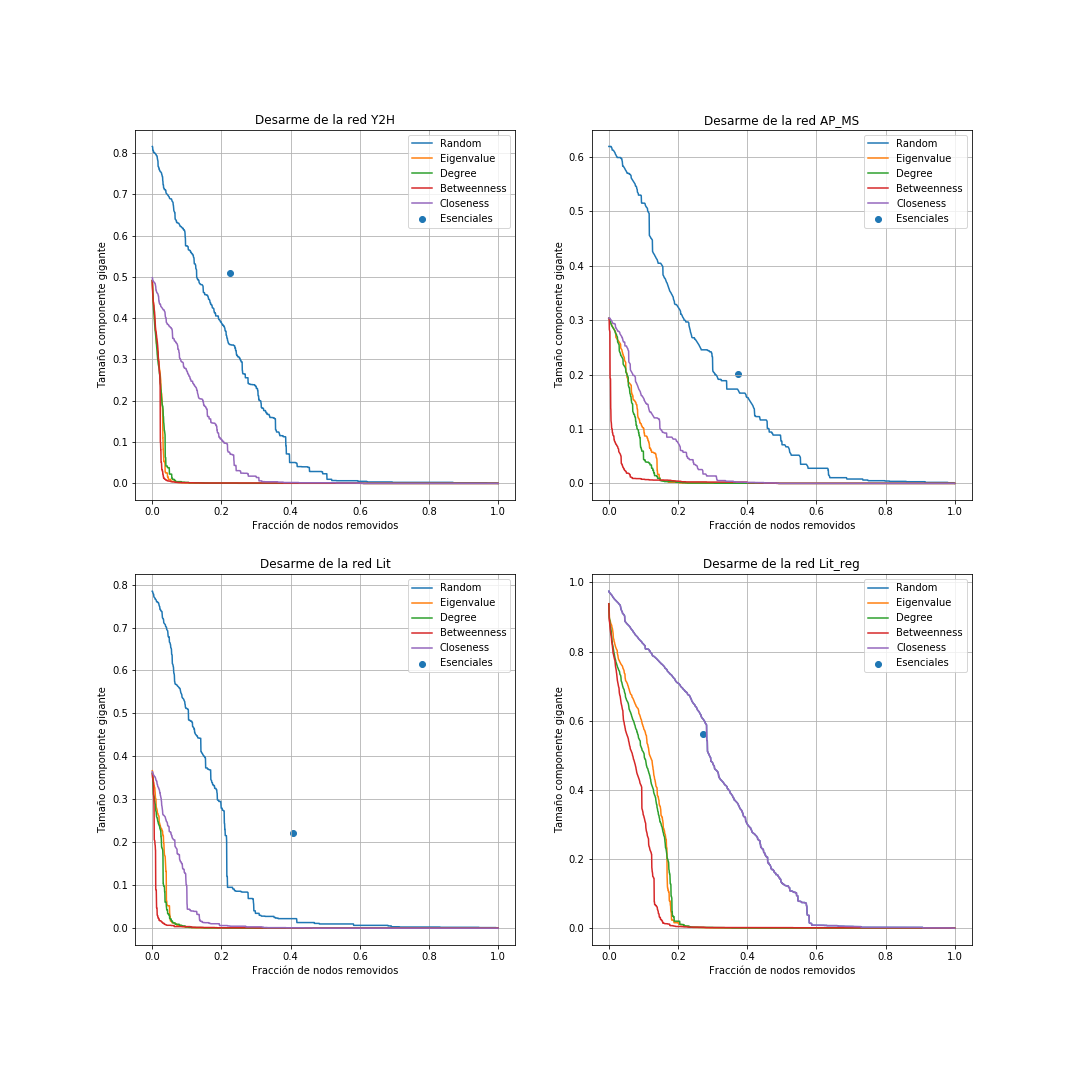 Desarme de la red Y2H
Tamaño componente gigante
0.8
0.7
0.6
0.5
0.4
0.3
0.2
0.1
0.0
Random
Eigenvalue
Degree
Betweenness
Closeness
Esenciales
0.0 0.2 0.4 0.6 0.8 1.0
Fracción de nodos removidos
Desarme de la red AP_MS
Tamaño componente gigante
0.6
0.5
0.4
0.3
0.2
0.1
0.0
Random
Eigenvalue
Degree
Betweenness
Closeness
Esenciales
0.0 0.2 0.4 0.6 0.8 1.0
Fracción de nodos removidos
Desarme de la red Lit
Tamaño componente gigante
0.8
0.7
0.6
0.5
0.4
0.3
0.2
0.1
0.0
Random
Eigenvalue
Degree
Betweenness
Closeness
Esenciales
0.0 0.2 0.4 0.6 0.8 1.0
Fracción de nodos removidos
Desarme de la red Lit_reg
Tamaño componente gigante
1.0
0.8
0.6
0.4
0.2
0.0
Random
Eigenvalue
Degree
Betweenness
Closeness
Esenciales
0.0 0.2 0.4 0.6 0.8 1.0
Fracción de nodos removidos